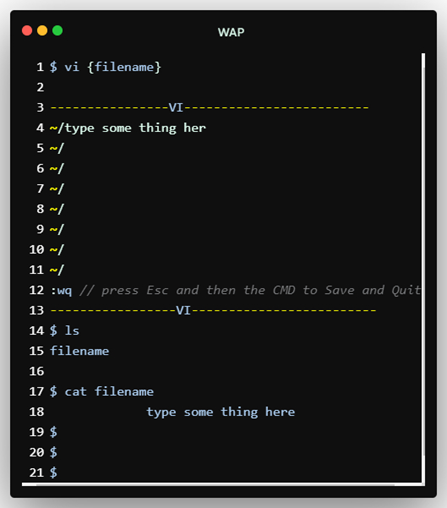 WAP
1 $ vi {filename}
2
3 ----------------VI-------------------------
4 ~/type some thing her
5 ~/
6 ~/
7 ~/
8 ~/
9 ~/
10 ~/
11 ~/
12 :wq // press Esc and then the CMD to Save and Quit
13 -----------------VI-------------------------
14 $ ls
15 filename
16
17 $ cat filename
18 type some thing here
19 $
20 $
21 $